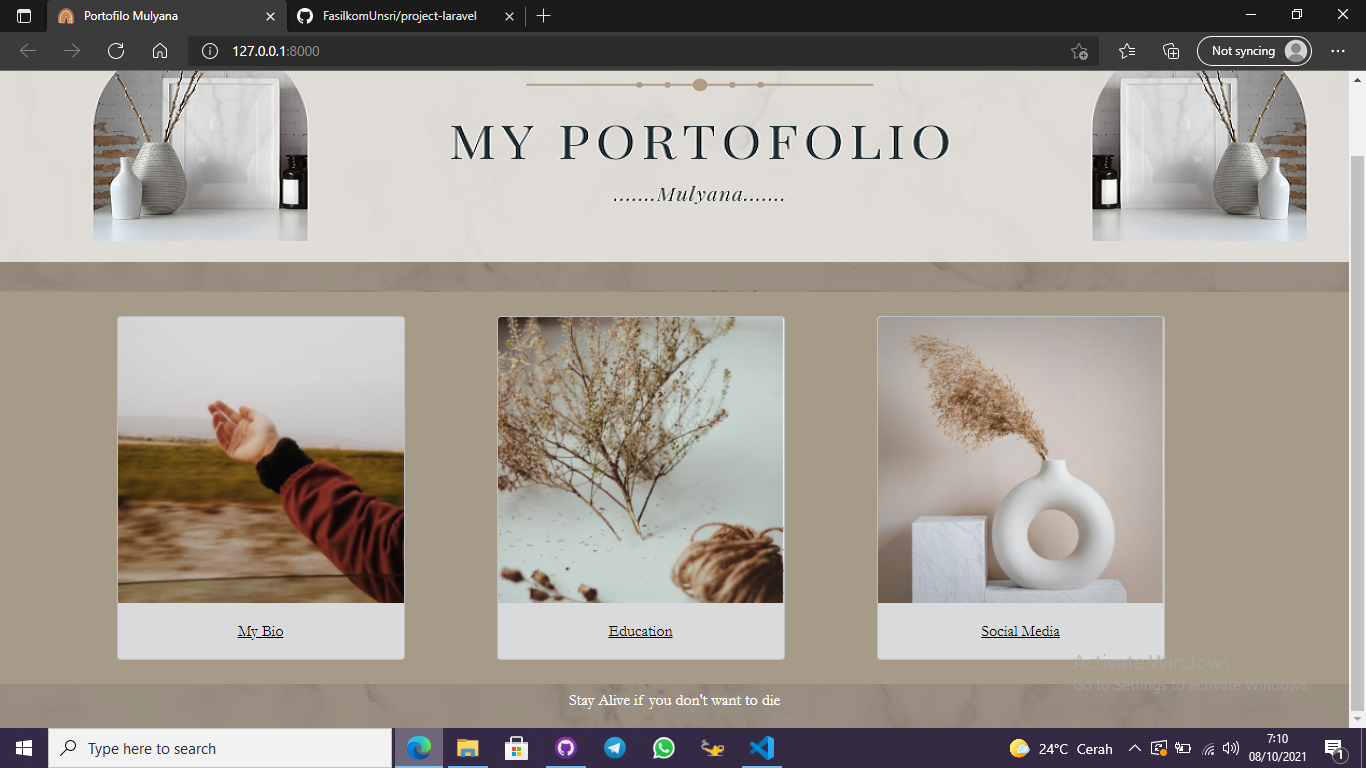 Portofilo Mulyana
FasilkomUnsri/project-laravel
127.0.0.1:8000
Not syncing
MY PORTOFOLIO
.......Mulyana.......
My Bio
Education
Social Media
Activate Windows
Go to Settings to activate Windows.
Stay Alive if you don't want to die
Type here to search
24°C Cerah
7:10
08/10/2021
1